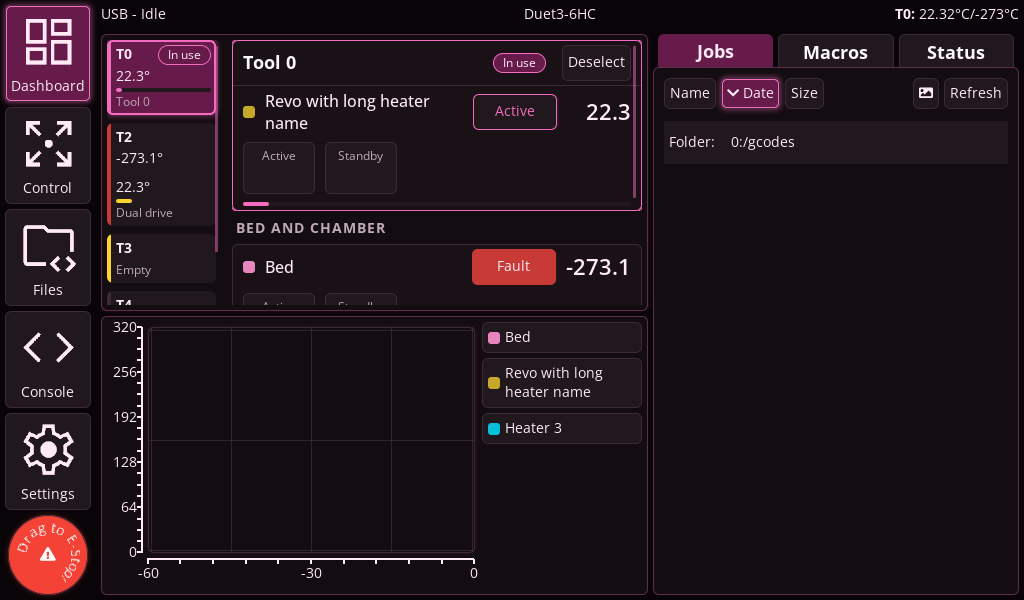 USB - Idle
Duet3-6HC
T0: 22.32°C/-273°C
Dashboard
Control
Files
Console
Settings
Drag to E-Stop!
T0
In use
22.3°
Tool 0
T2
-273.1°
22.3°
Dual drive
T3
Empty
T4
Tool 0
In use
Deselect
Revo with long heater
name
Active
22.3
Active
Standby
BED AND CHAMBER
Bed
Fault
-273.1
Active
Standby
320
256
192
128
64
0
-60
-30
0
Bed
Revo with long
heater name
Heater 3
Jobs
Macros
Status
Name
Date
Size
Refresh
Folder: 0:/gcodes